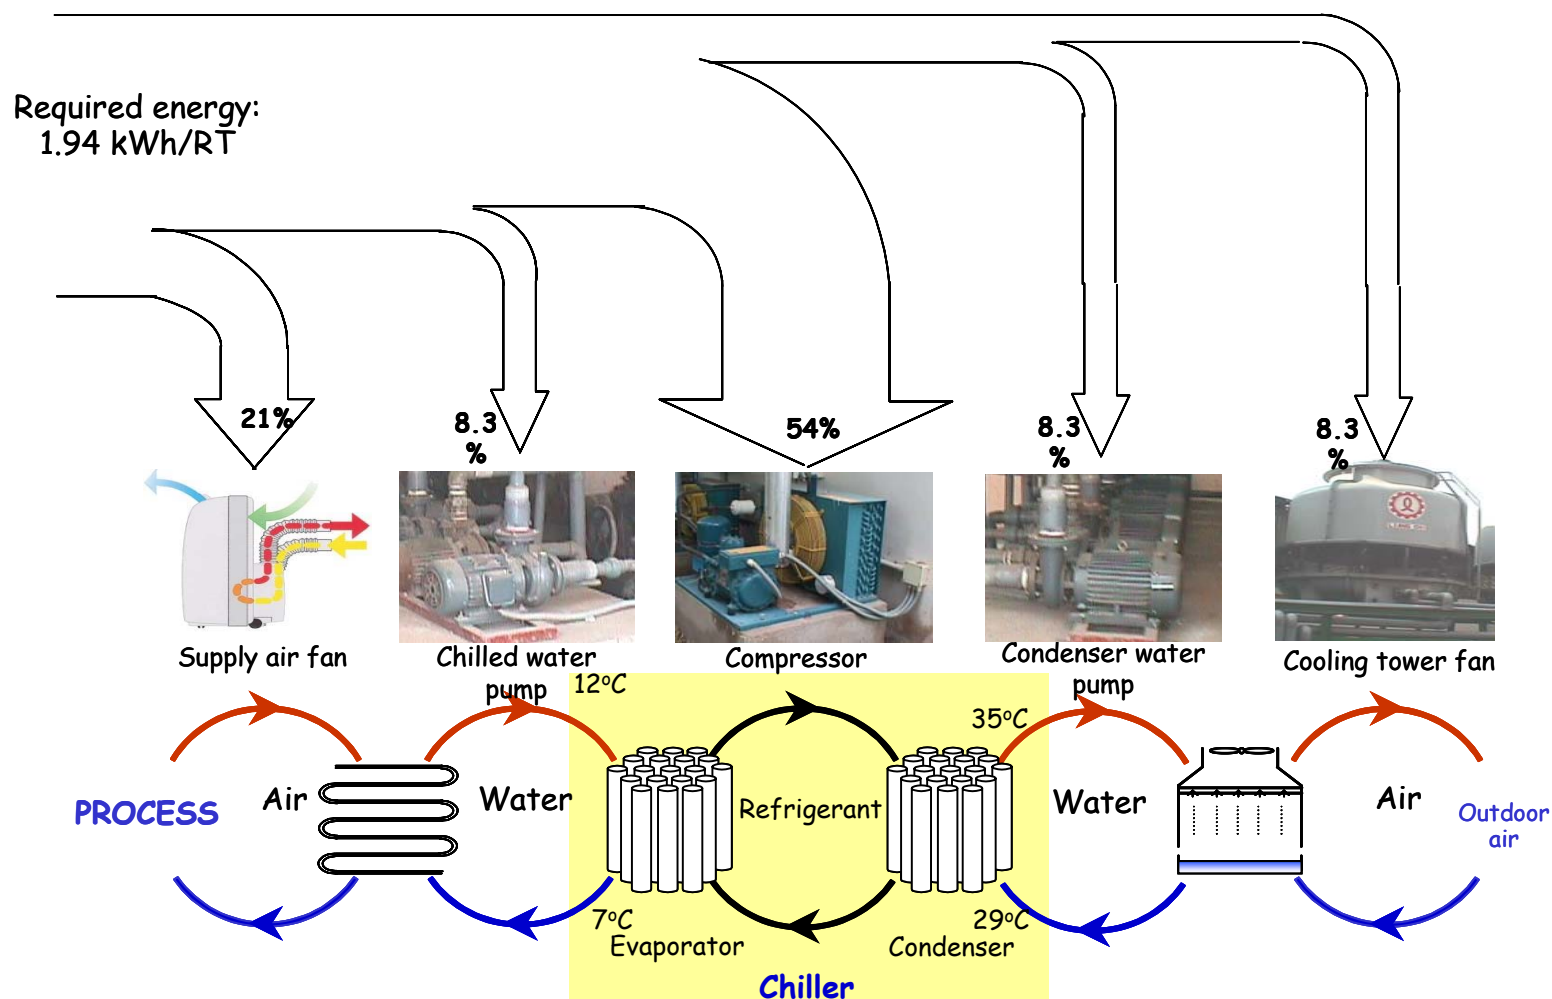 Required energy:
1.94 kWh/RT
21%
8.3
%
54%
8.3
%
8.3
%
Supply air fan
Chilled water
pump
Compressor
Condenser water
pump
Cooling tower fan
12°C
35°C
PROCESS
Air
Water
Refrigerant
Water
Air
Outdoor
air
7°C
29°C
Evaporator
Condenser
Chiller